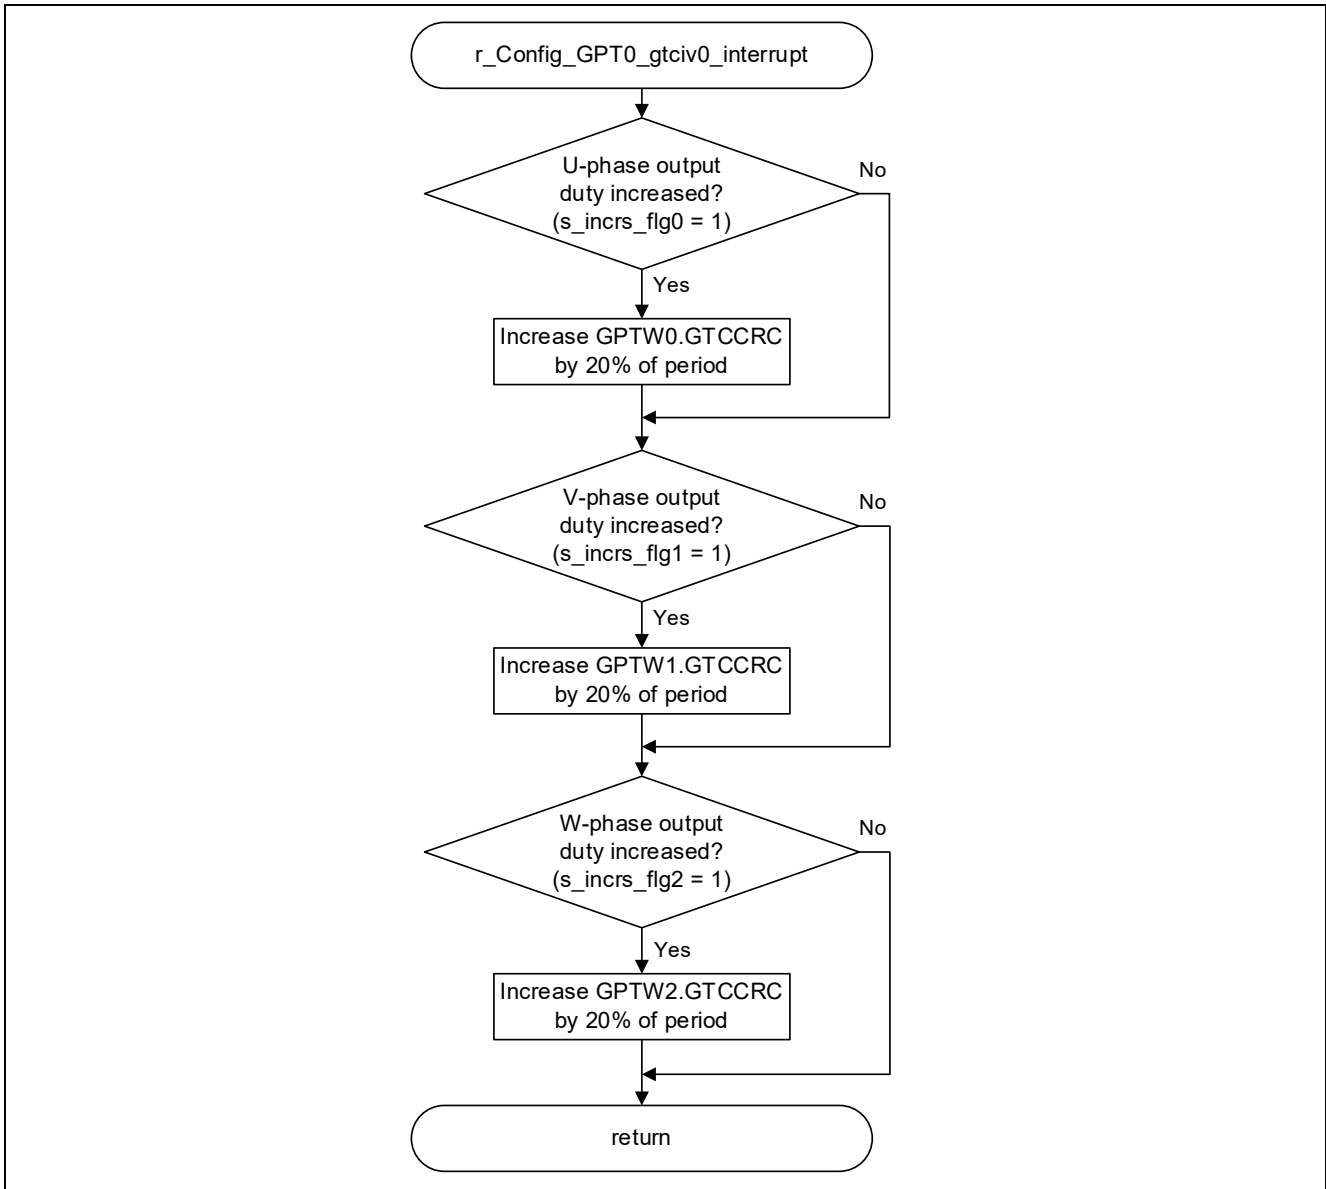 r_Config_GPT0_gtciv0_interrupt
U-phase output
duty increased?
(s_incrs_flg0 = 1)
No
Yes
Increase GPTW0.GTCCRC
by 20% of period
V-phase output
duty increased?
(s_incrs_flg1 = 1)
No
Yes
Increase GPTW1.GTCCRC
by 20% of period
W-phase output
duty increased?
(s_incrs_flg2 = 1)
No
Yes
Increase GPTW2.GTCCRC
by 20% of period
return